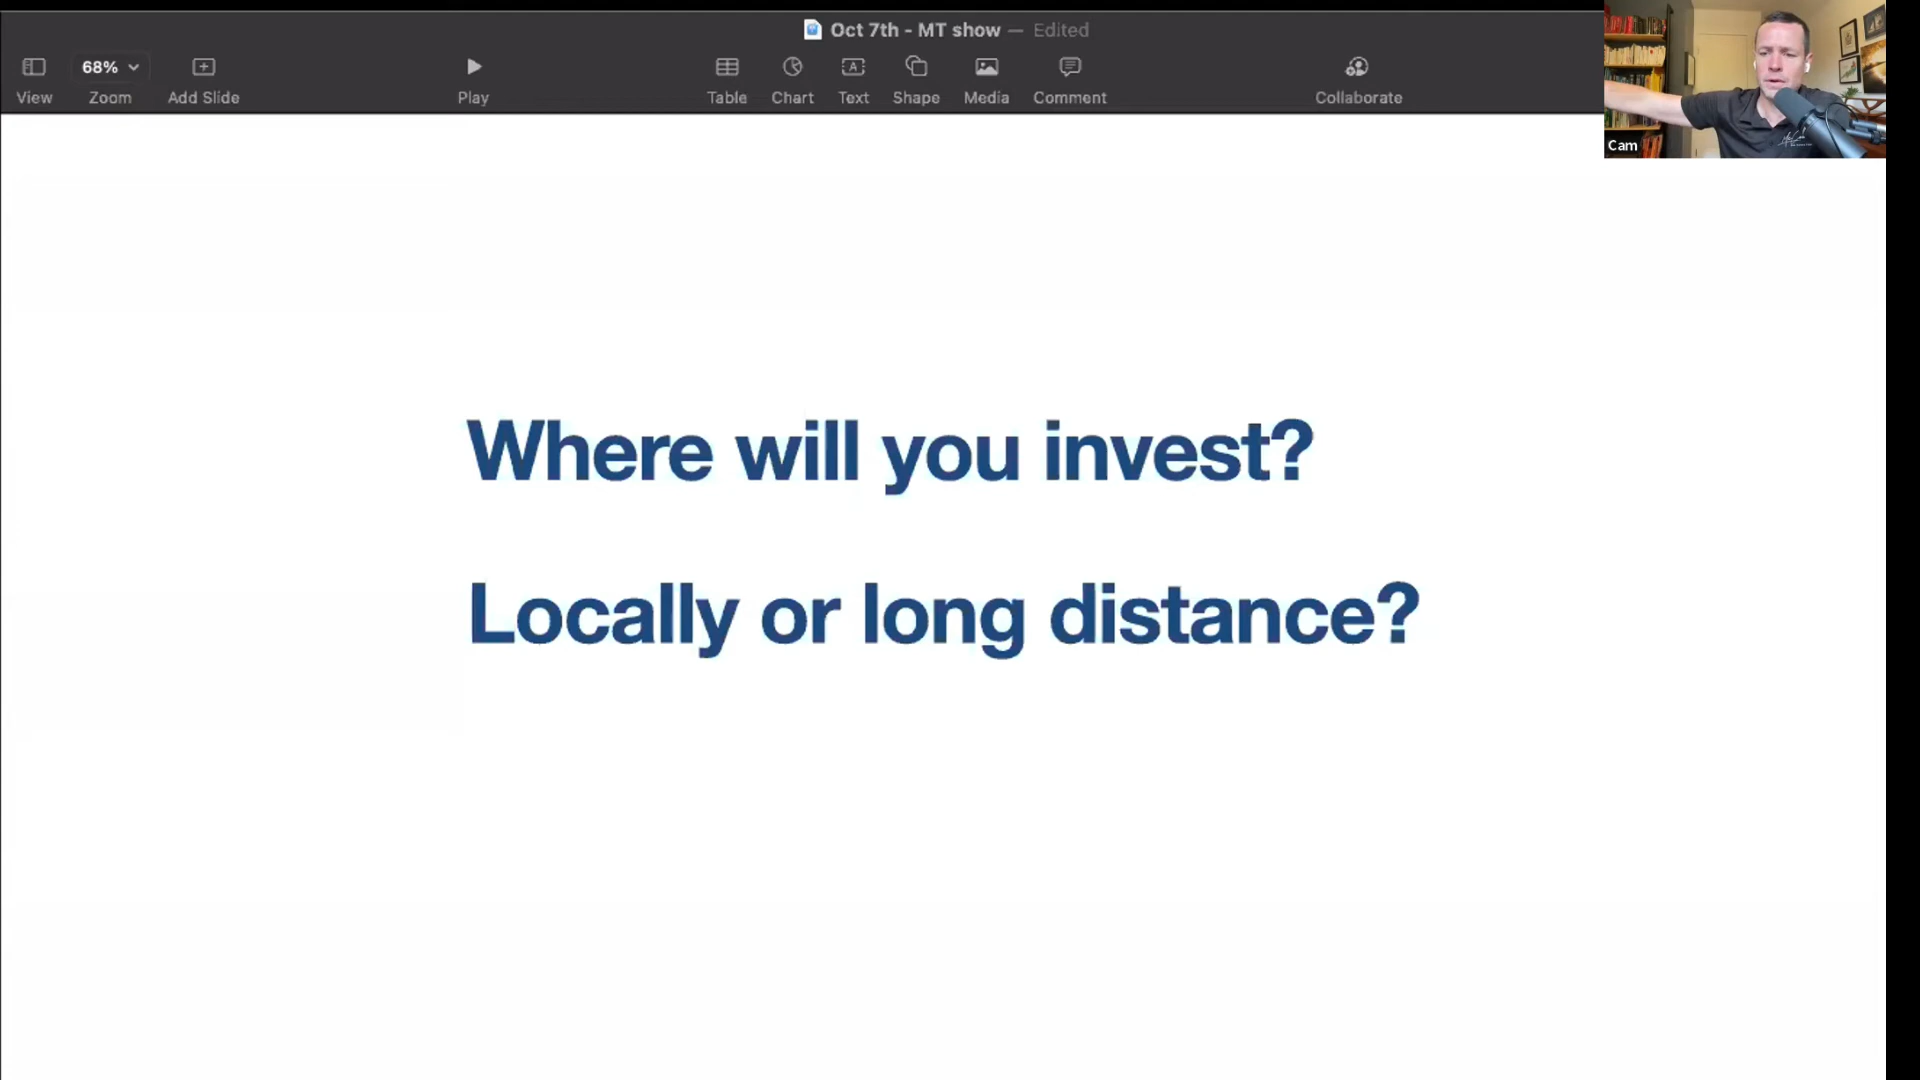 Oct 7th - MT show — Edited
68%
View
Zoom
Add Slide
Play
Table
Chart
Text
Shape
Media
Comment
Collaborate
Cam
Where will you invest?
Locally or long distance?